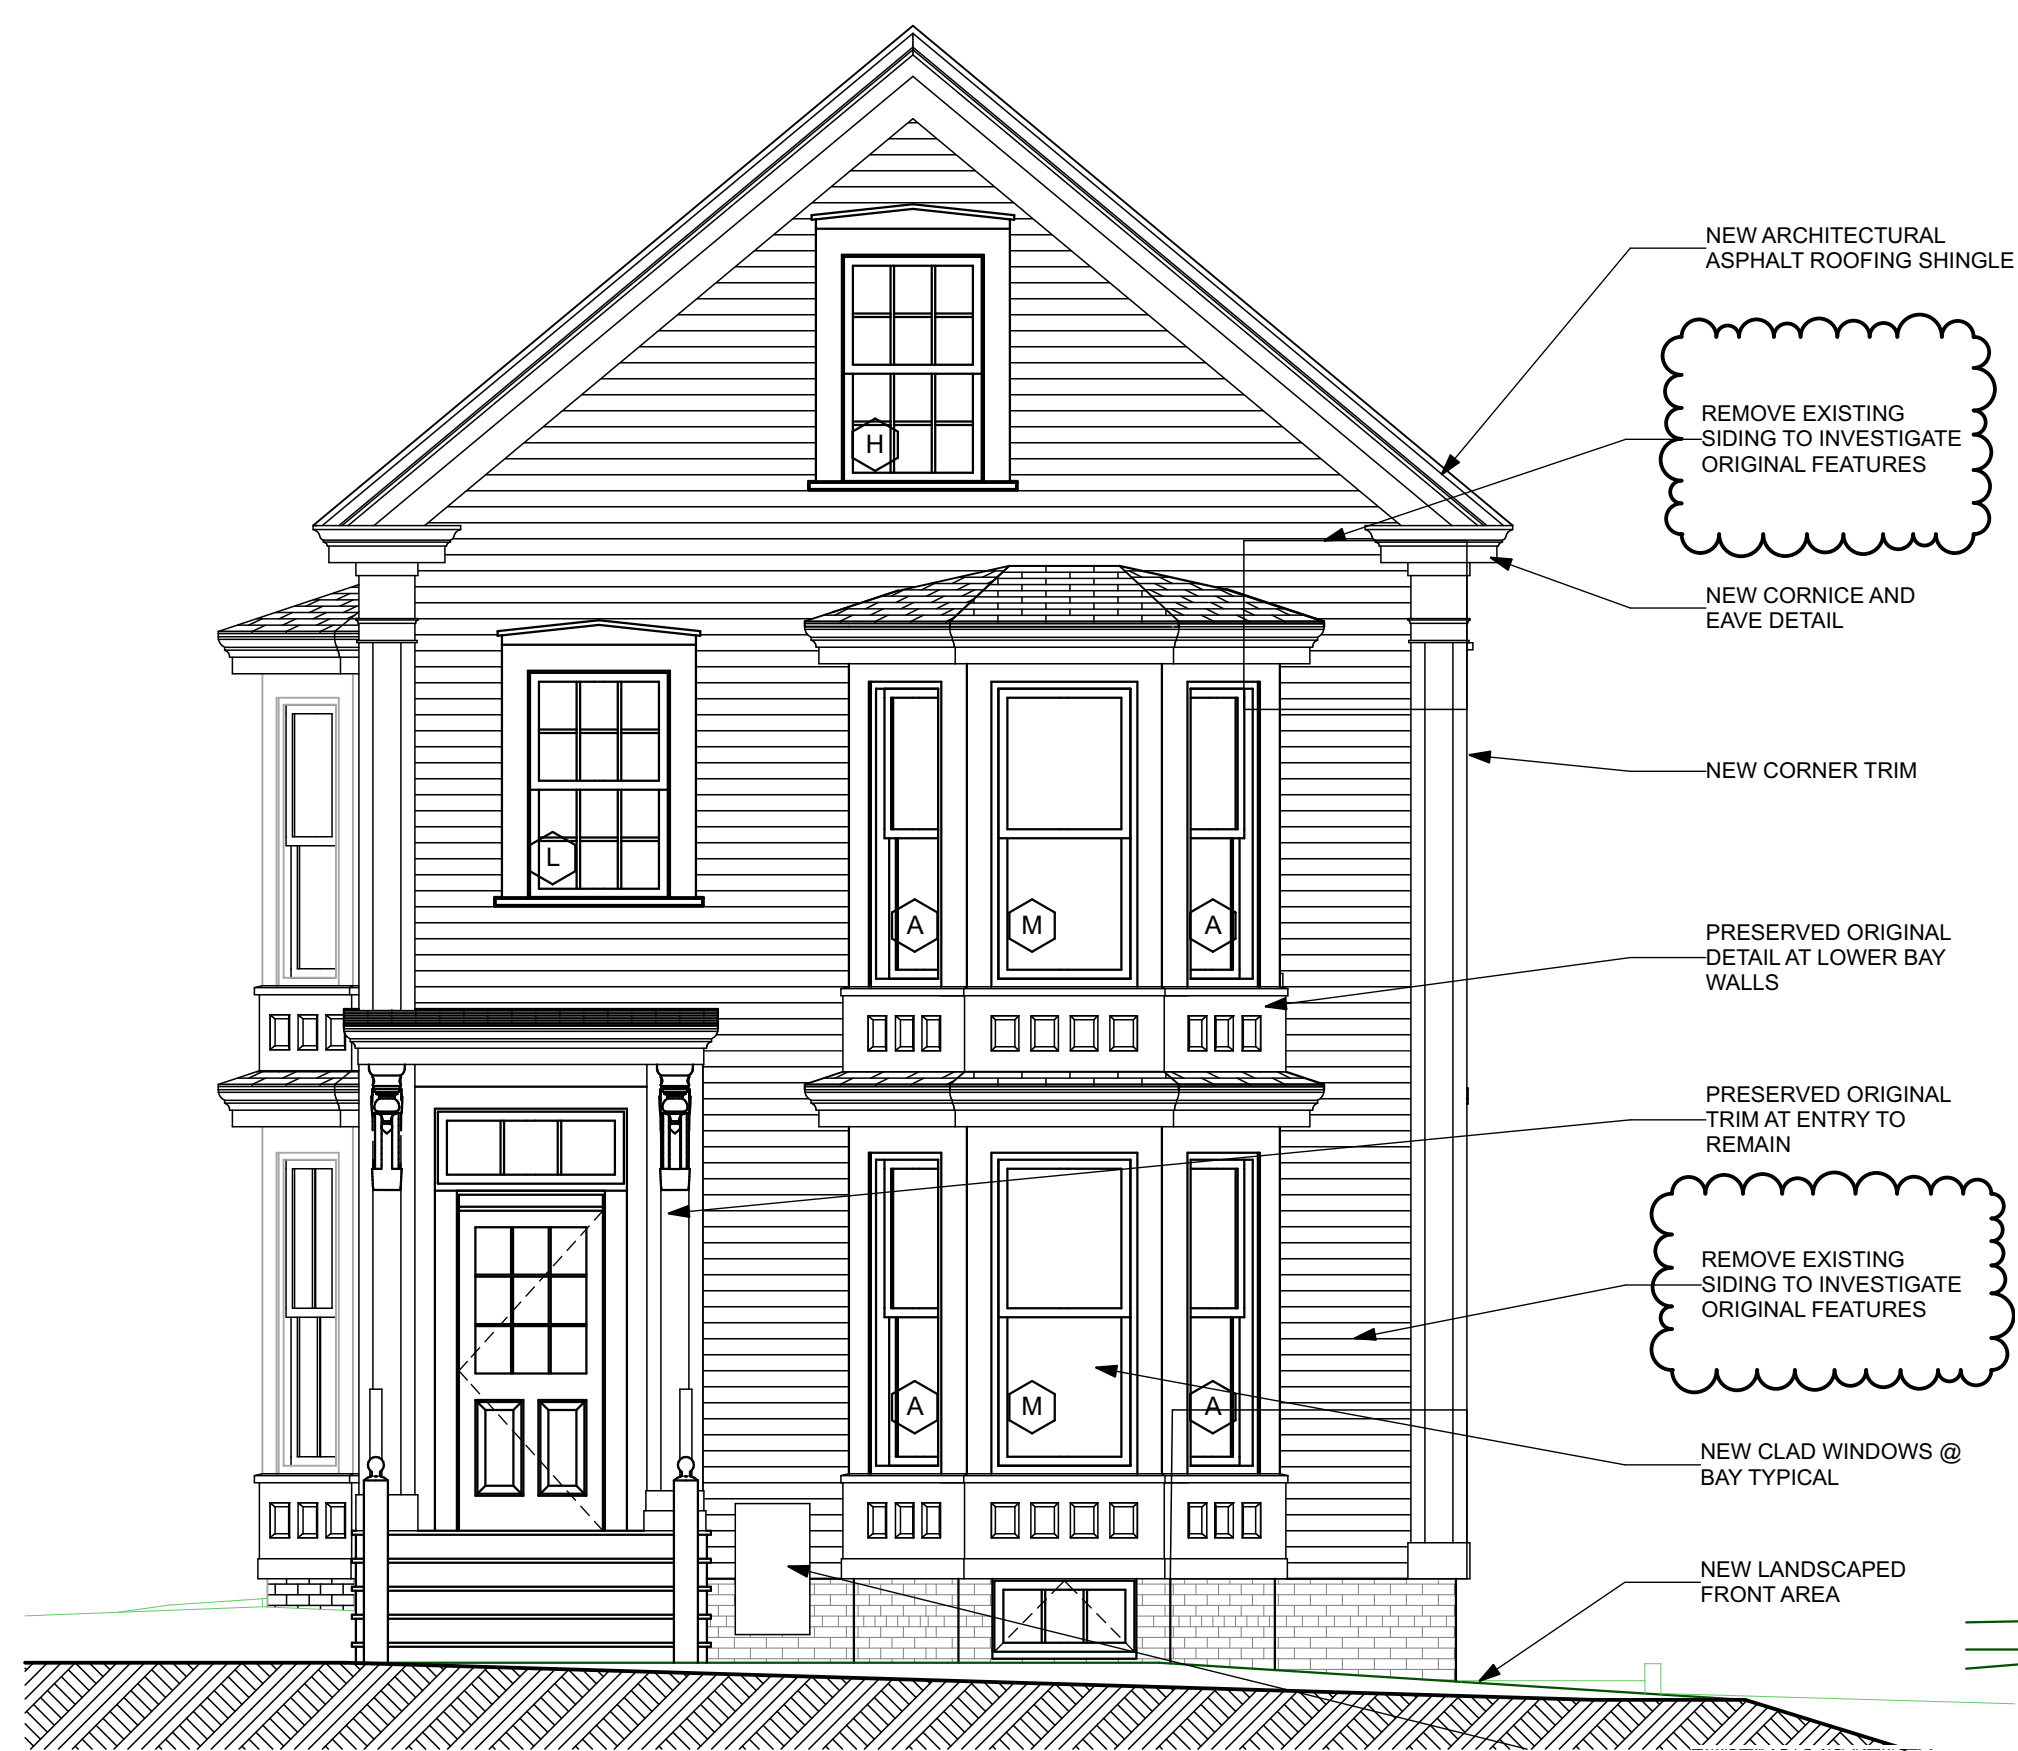 NEW ARCHITECTURAL
ASPHALT ROOFING SHINGLE
REMOVE EXISTING
SIDING TO INVESTIGATE
ORIGINAL FEATURES
H
NEW CORNICE AND
EAVE DETAIL
NEW CORNER TRIM
L
A
M
A
PRESERVED ORIGINAL
DETAIL AT LOWER BAY
WALLS
PRESERVED ORIGINAL
TRIM AT ENTRY TO
REMAIN
REMOVE EXISTING
SIDING TO INVESTIGATE
ORIGINAL FEATURES
A
M
A
NEW CLAD WINDOWS @
BAY TYPICAL
NEW LANDSCAPED
FRONT AREA